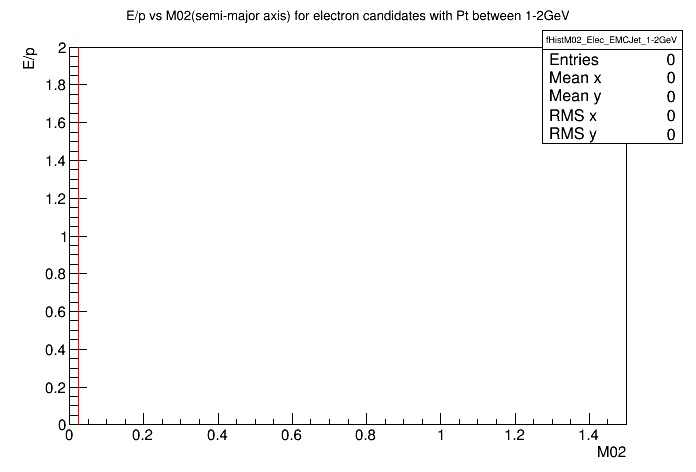 E/p vs M02(semi-major axis) for electron candidates with Pt between 1-2GeV
fHistM02_Elec_EMCJet_1-2GeV
Entries 0
Mean x 0
Mean y 0
RMS x 0
RMS y 0
E/p
2
1.8
1.6
1.4
1.2
1
0.8
0.6
0.4
0.2
0
0 0.2 0.4 0.6 0.8 1 1.2 1.4
M02